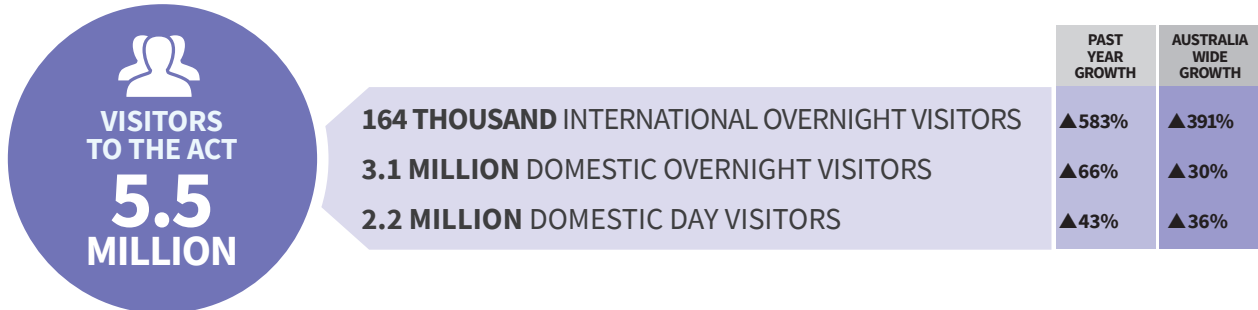 VISITORS
TO THE ACT
5.5
MILLION
PAST
YEAR
GROWTH
AUSTRALIA
WIDE
GROWTH
164 THOUSAND INTERNATIONAL OVERNIGHT VISITORS ▲583% ▲391%
3.1 MILLION DOMESTIC OVERNIGHT VISITORS ▲66% ▲30%
2.2 MILLION DOMESTIC DAY VISITORS ▲43% ▲36%